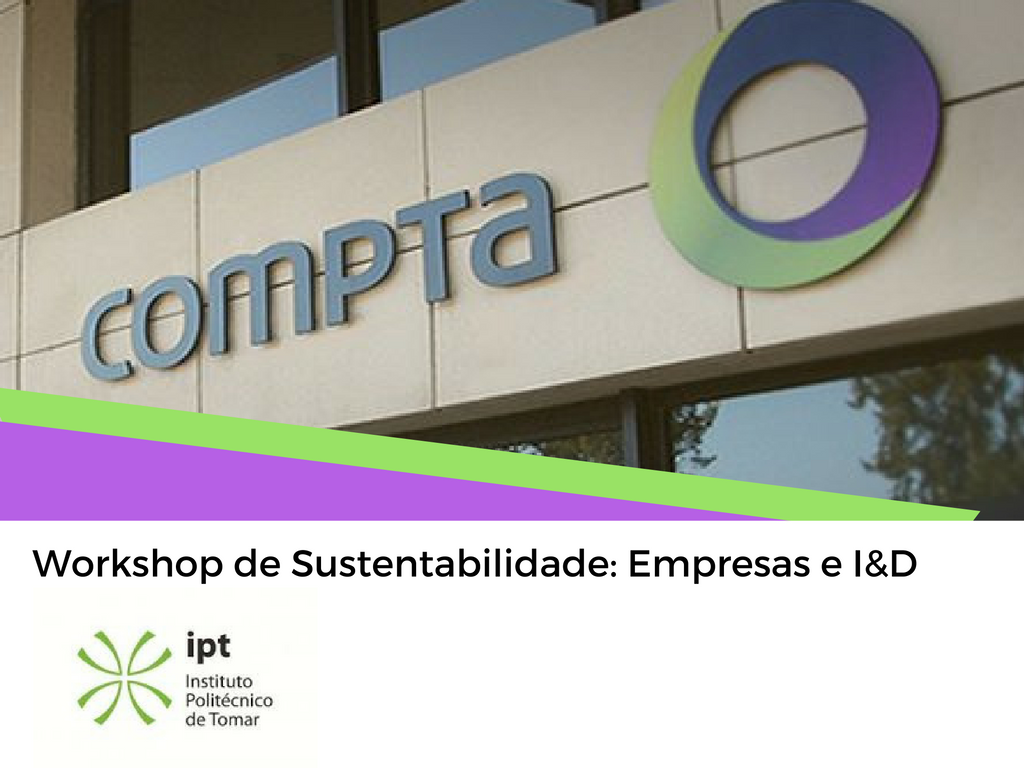 compta
Workshop de Sustentabilidade: Empresas e I&D
ipt
Instituto
Politécnico
de Tomar